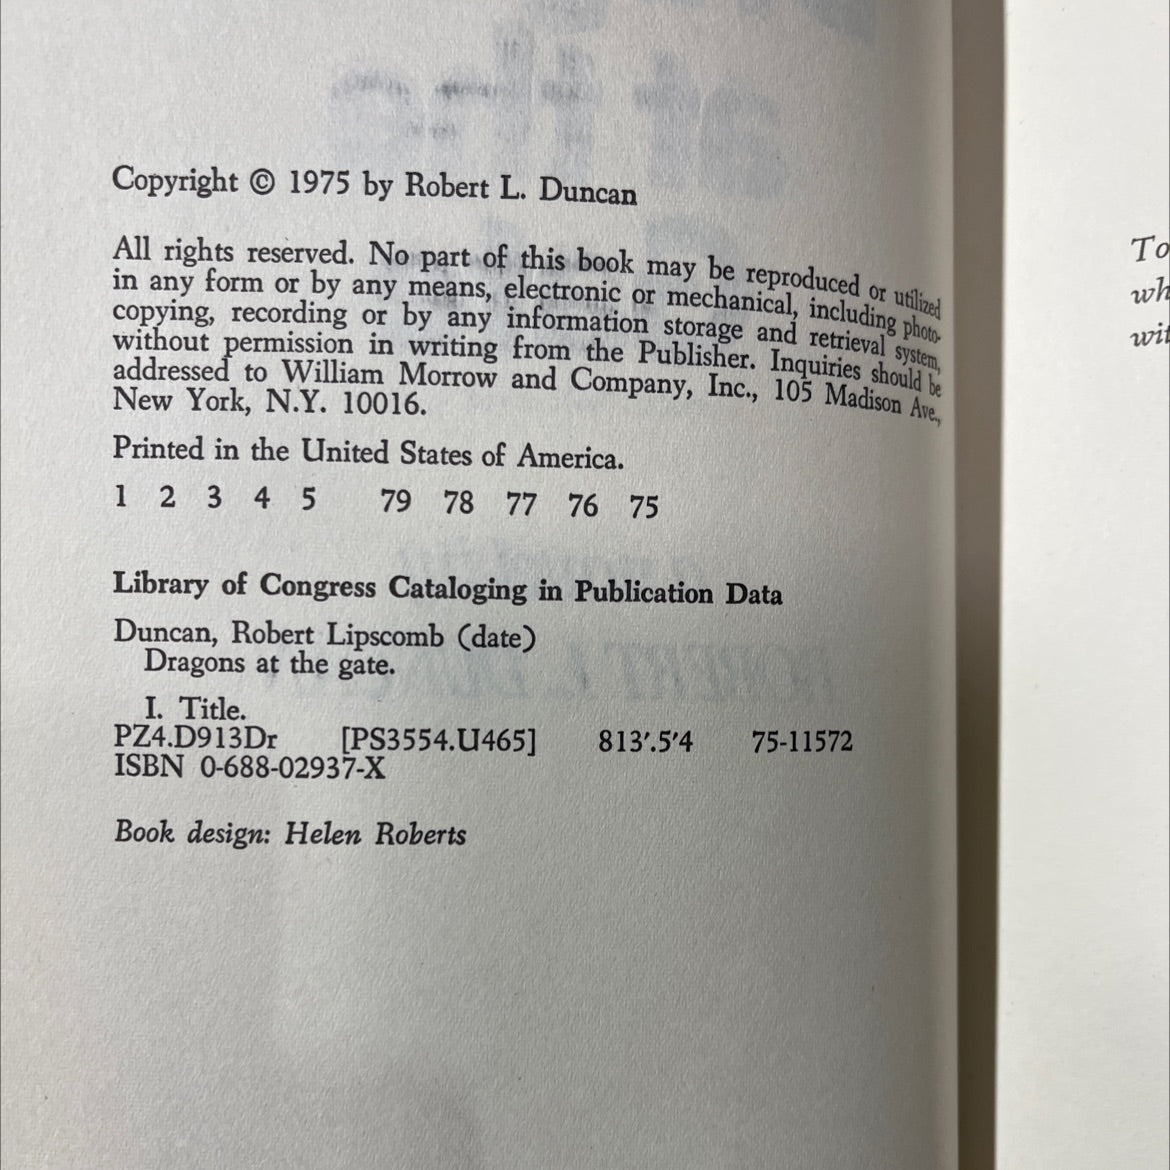 Copyright © 1975 by Robert L. Duncan
All rights reserved. No part of this book may be reproduced or utilized
in any form or by any means, electronic or mechanical, including photo-
copying, recording or by any information storage and retrieval system,
without permission in writing from the Publisher. Inquiries should be
addressed to William Morrow and Company, Inc., 105 Madison Ave.,
New York, N.Y. 10016.
Printed in the United States of America.
1 2 3 4 5 79 78 77 76 75
Library of Congress Cataloging in Publication Data
Duncan, Robert Lipscomb (date)
Dragons at the gate.
I. Title.
PZ4.D913Dr [PS3554.U465] 813′.5′4 75-11572
ISBN 0-688-02937-X
Book design: Helen Roberts
To
wh
wit